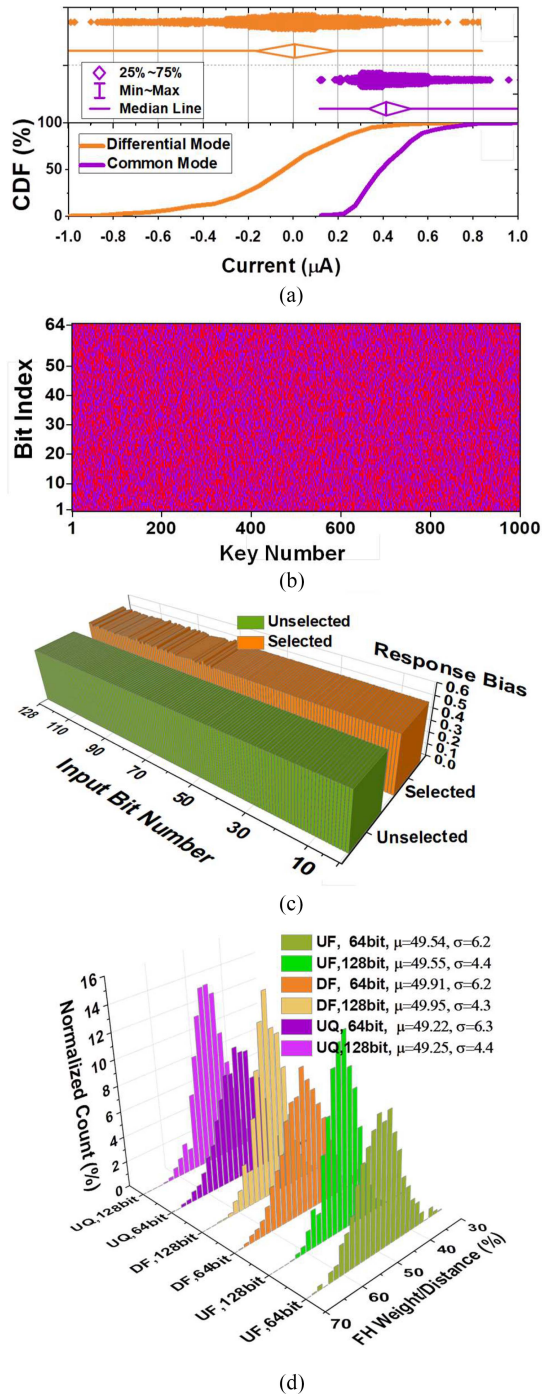 25%~75%
Min~Max
Median Line
CDF (%)
100
50
0
Differential Mode
Common Mode
-1.0 -0.8 -0.6 -0.4 -0.2 0.0 0.2 0.4 0.6 0.8 1.0
Current (μA)
(a)
Bit Index
64
50
40
30
20
10
1
1 200 400 600 800 1000
Key Number
(b)
Unselected
Selected
Response Bias
0.6
0.5
0.4
0.3
0.2
0.1
0.0
Selected
Unselected
128 110 90 70 50 30 10
Input Bit Number
(c)
UF, 64bit, μ=49.54, σ=6.2
UF,128bit, μ=49.55, σ=4.4
DF, 64bit, μ=49.91, σ=6.2
DF,128bit, μ=49.95, σ=4.3
UQ, 64bit, μ=49.22, σ=6.3
UQ,128bit, μ=49.25, σ=4.4
Normalized Count (%)
16
14
12
10
8
6
4
2
0
UQ,128bit
UQ,64bit
DF,128bit
DF,64bit
UF,128bit
UF,64bit
30
40
50
60
70
FH Weight/Distance (%)
(d)